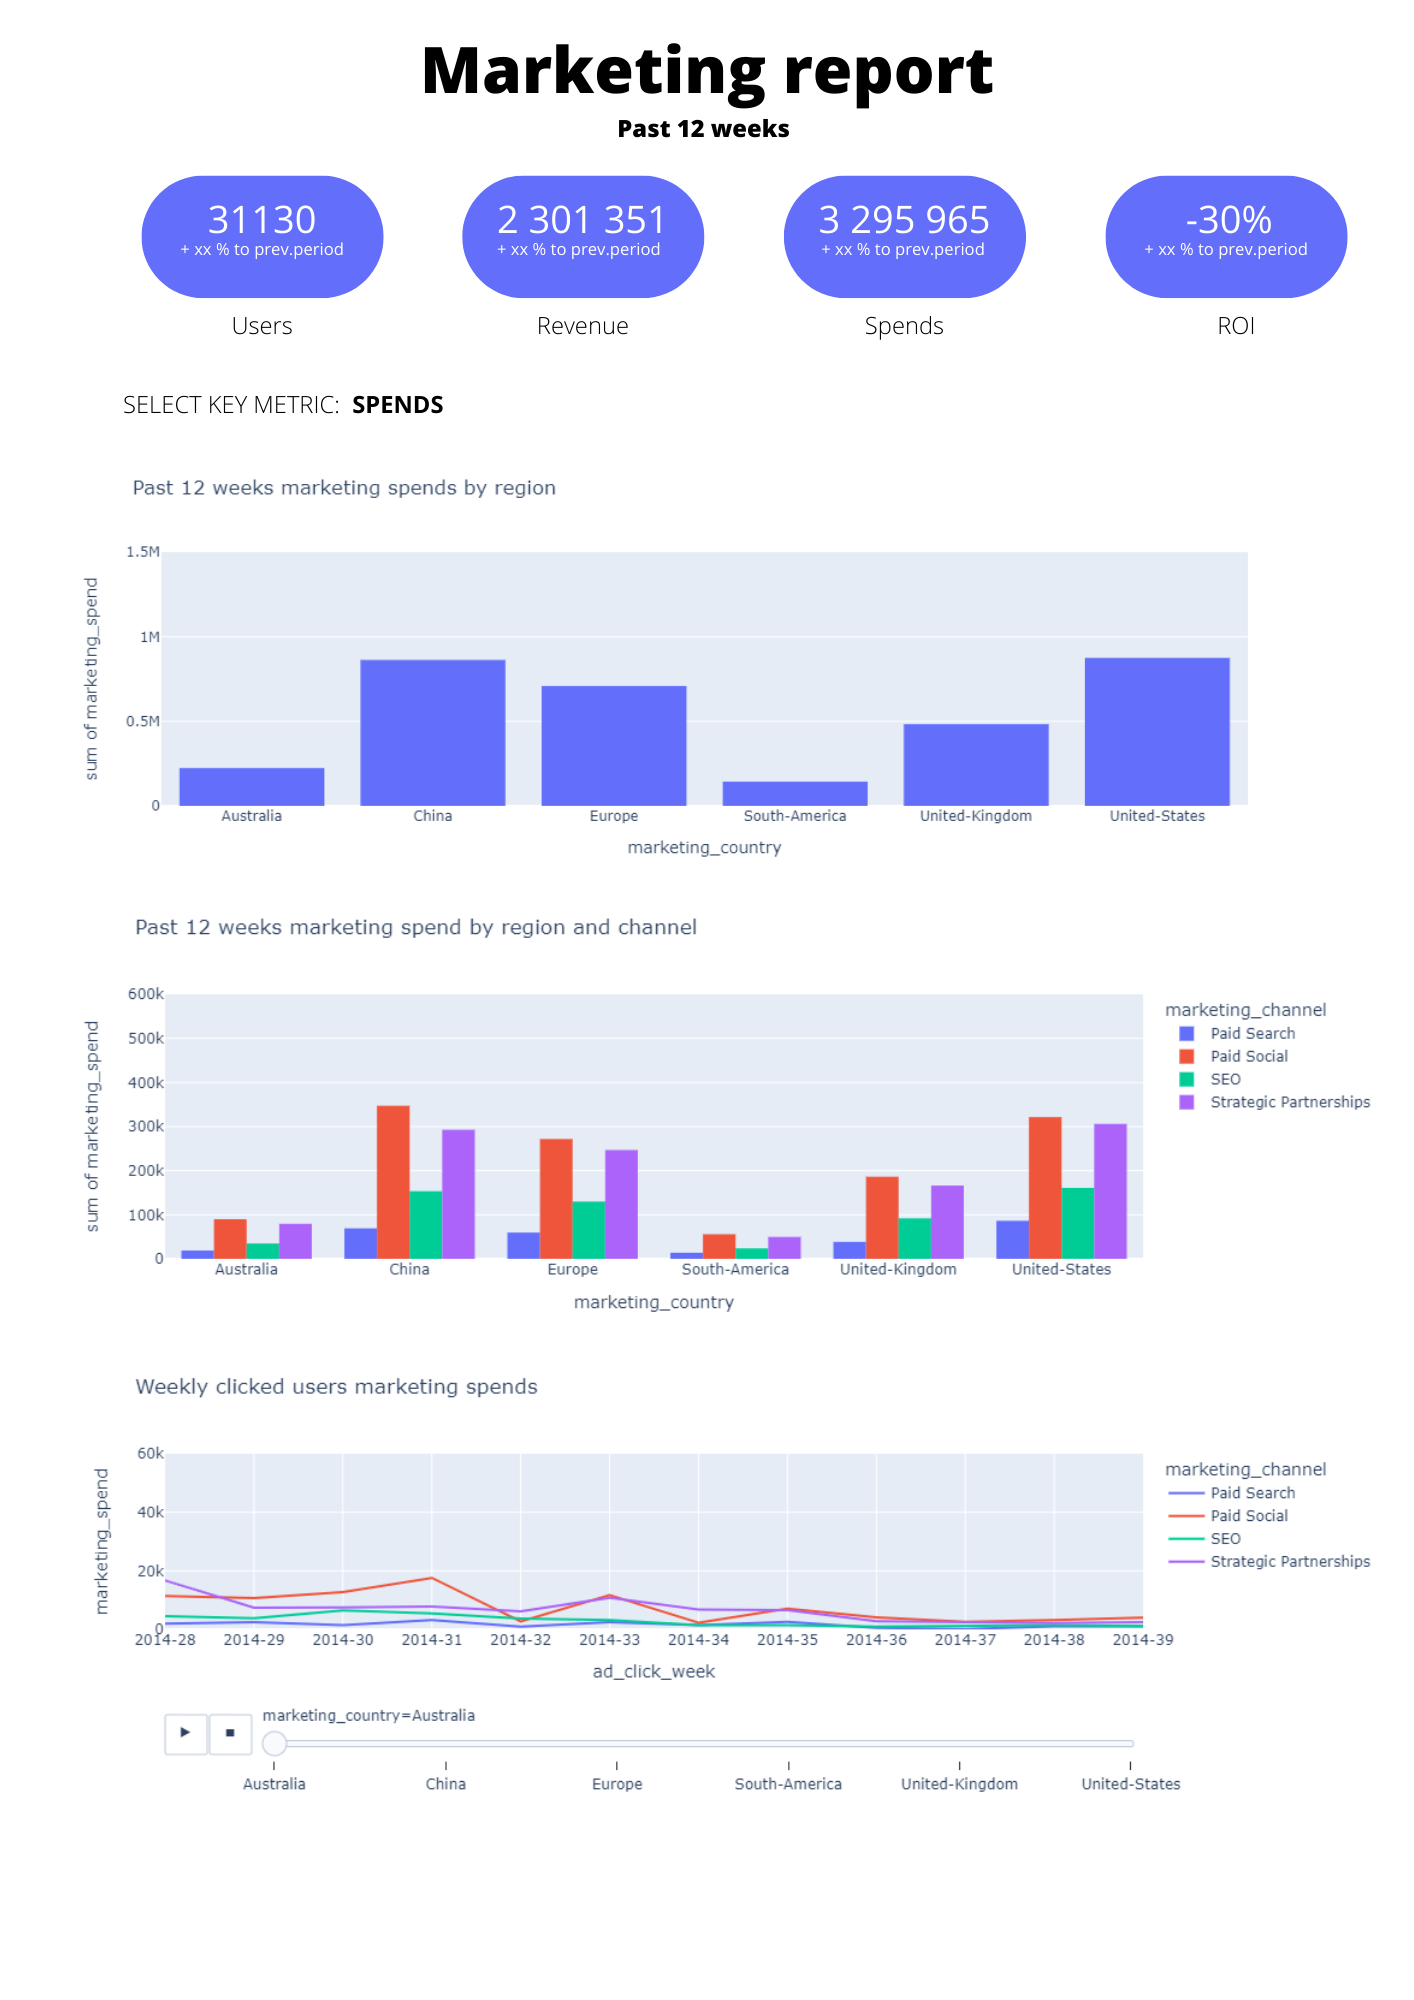 Marketing report
Past 12 weeks
31130
+ xx % to prev.period
Users
2 301 351
+ xx % to prev.period
Revenue
3 295 965
+ xx % to prev.period
Spends
-30%
+ xx % to prev.period
ROI
SELECT KEY METRIC: SPENDS
Past 12 weeks marketing spends by region
sum of marketing_spend
1.5M
1M
0.5M
0
Australia China Europe South-America United-Kingdom United-States
marketing_country
Past 12 weeks marketing spend by region and channel
sum of marketing_spend
600k
500k
400k
300k
200k
100k
0
Australia China Europe South-America United-Kingdom United-States
marketing_country
marketing_channel
Paid Search
Paid Social
SEO
Strategic Partnerships
Weekly clicked users marketing spends
marketing_spend
60k
40k
20k
0
2014-28 2014-29 2014-30 2014-31 2014-32 2014-33 2014-34 2014-35 2014-36 2014-37 2014-38 2014-39
ad_click_week
marketing_channel
Paid Search
Paid Social
SEO
Strategic Partnerships
marketing_country=Australia
Australia China Europe South-America United-Kingdom United-States